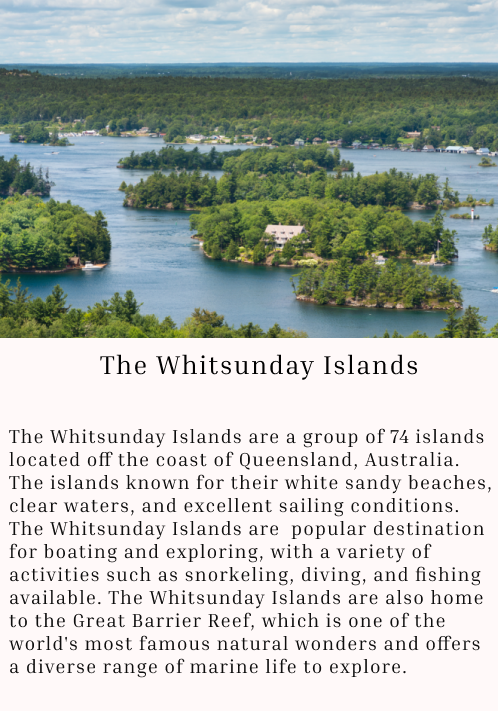 The Whitsunday Islands
The Whitsunday Islands are a group of 74 islands
located off the coast of Queensland, Australia.
The islands known for their white sandy beaches,
clear waters, and excellent sailing conditions.
The Whitsunday Islands are  popular destination
for boating and exploring, with a variety of
activities such as snorkeling, diving, and fishing
available. The Whitsunday Islands are also home
to the Great Barrier Reef, which is one of the
world's most famous natural wonders and offers
a diverse range of marine life to explore.